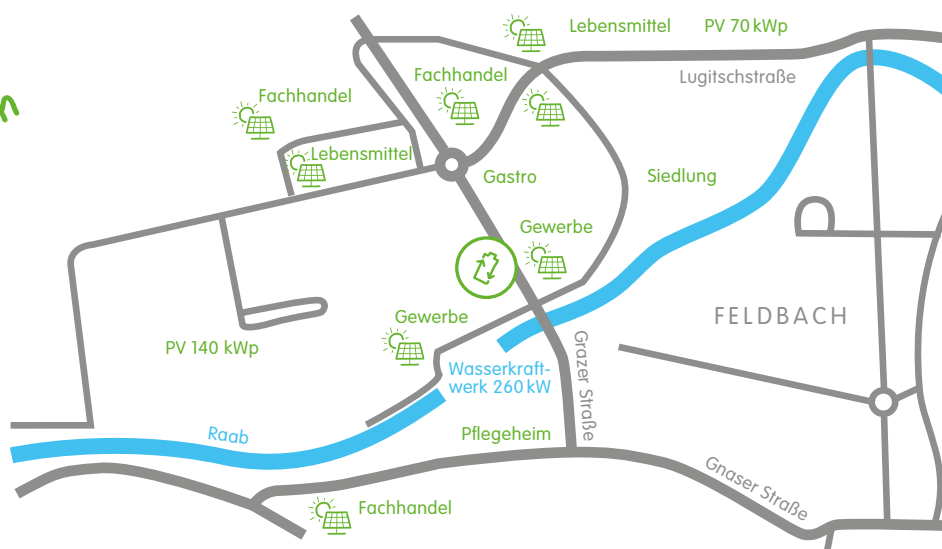 Lebensmittel PV 70 kWp
Lugitschstraße
Fachhandel
Fachhandel
Lebensmittel
Gastro
Siedlung
Gewerbe
FELDBACH
Gewerbe
PV 140 kWp
Grazer Straße
Wasserkraft-
werk 260 kW
Raab
Pflegeheim
Gnaser Straße
Fachhandel